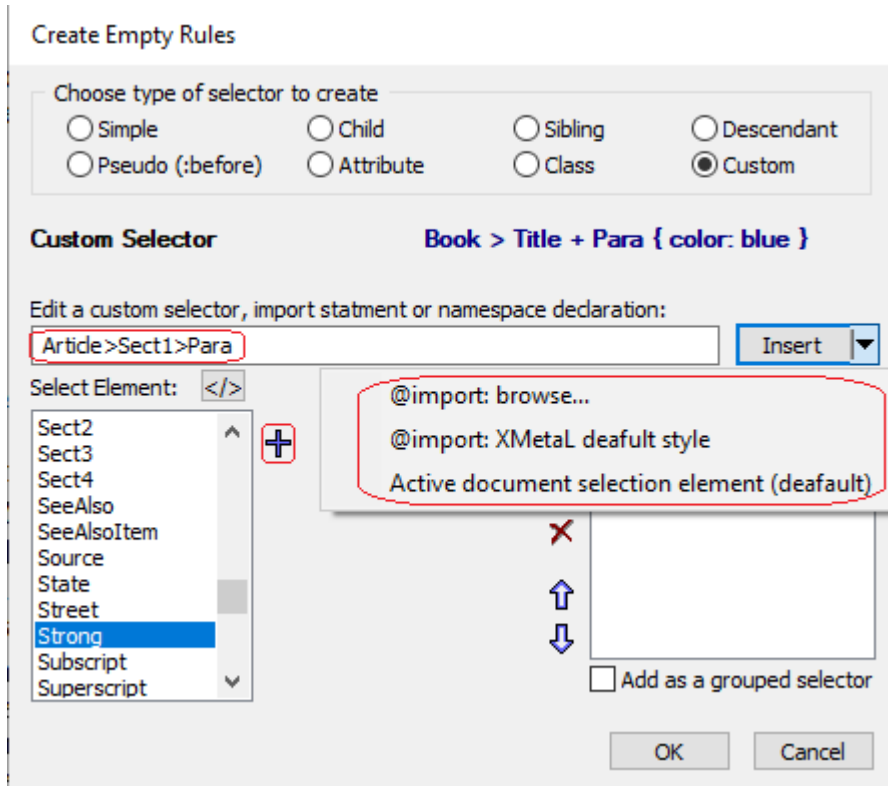 Create Empty Rules
Choose type of selector to create
Simple Child Sibling Descendant
Pseudo (:before) Attribute Class Custom
Custom Selector Book > Title + Para { color: blue }
Edit a custom selector, import statment or namespace declaration:
Article>Sect1>Para Insert
Select Element: </>
@import: browse...
@import: XMetaL deafult style
Active document selection element (deafault)
Sect2
Sect3
Sect4
SeeAlso
SeeAlsoItem
Source
State
Street
Strong
Subscript
Superscript
Add as a grouped selector
OK Cancel